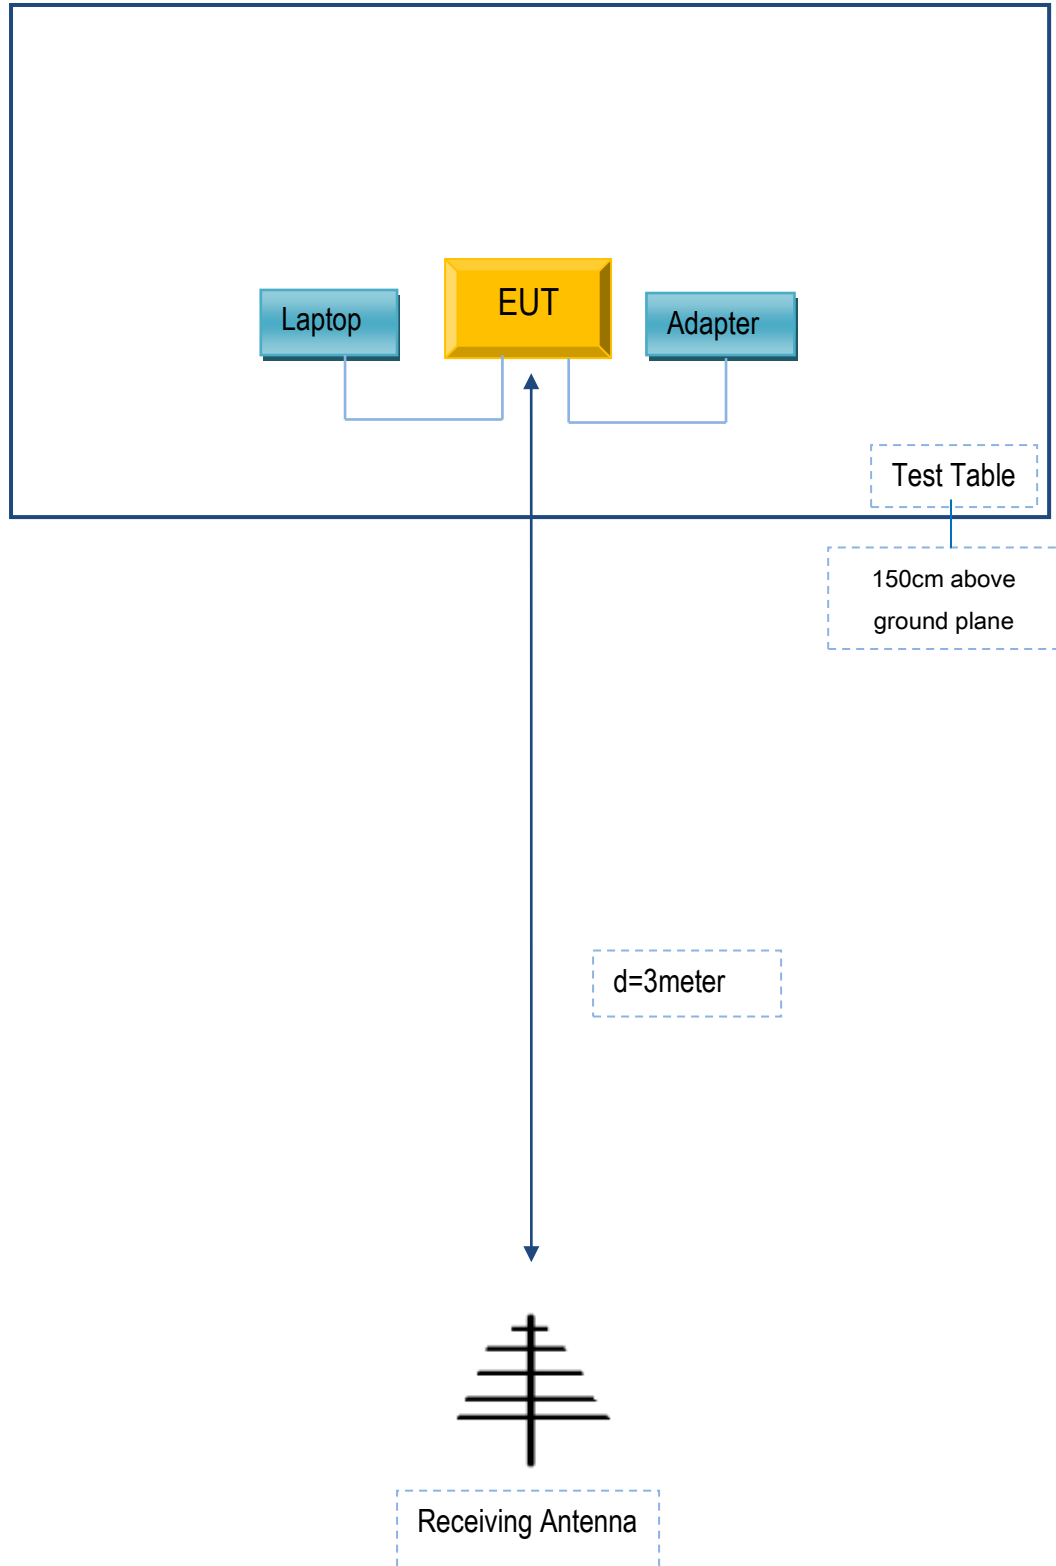 Laptop
EUT
Adapter
Test Table
150cm above
ground plane
d=3meter
Receiving Antenna